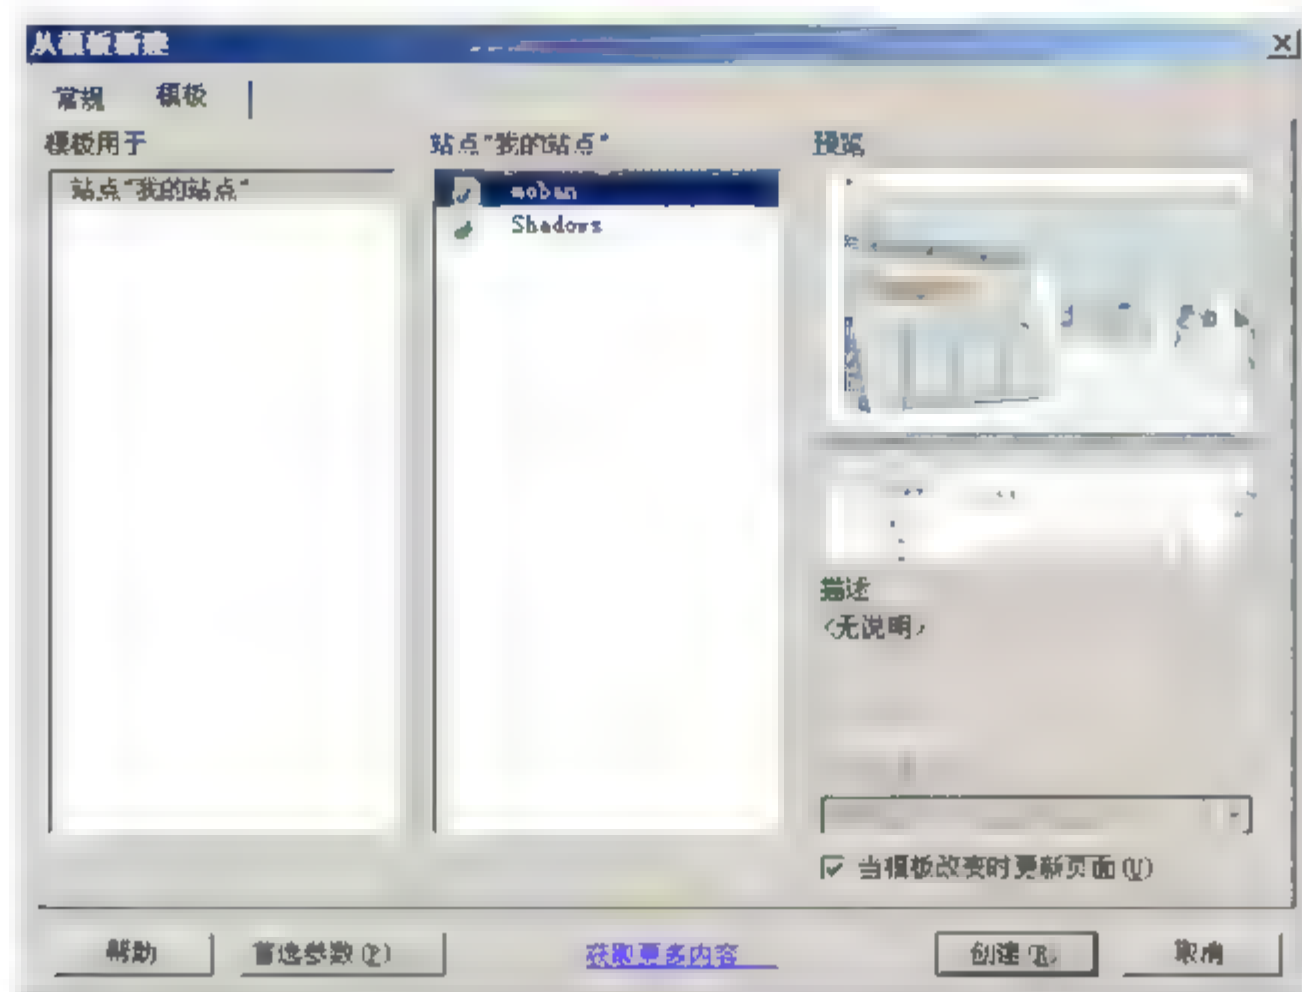 从模板新建
常规 模板
模板用于
站点"我的站点"
站点"我的站点"
moban
Shadows
预览
描述
<无说明>
当模板改变时更新页面(U)
帮助 首选参数(P) 获取更多内容 创建(R) 取消